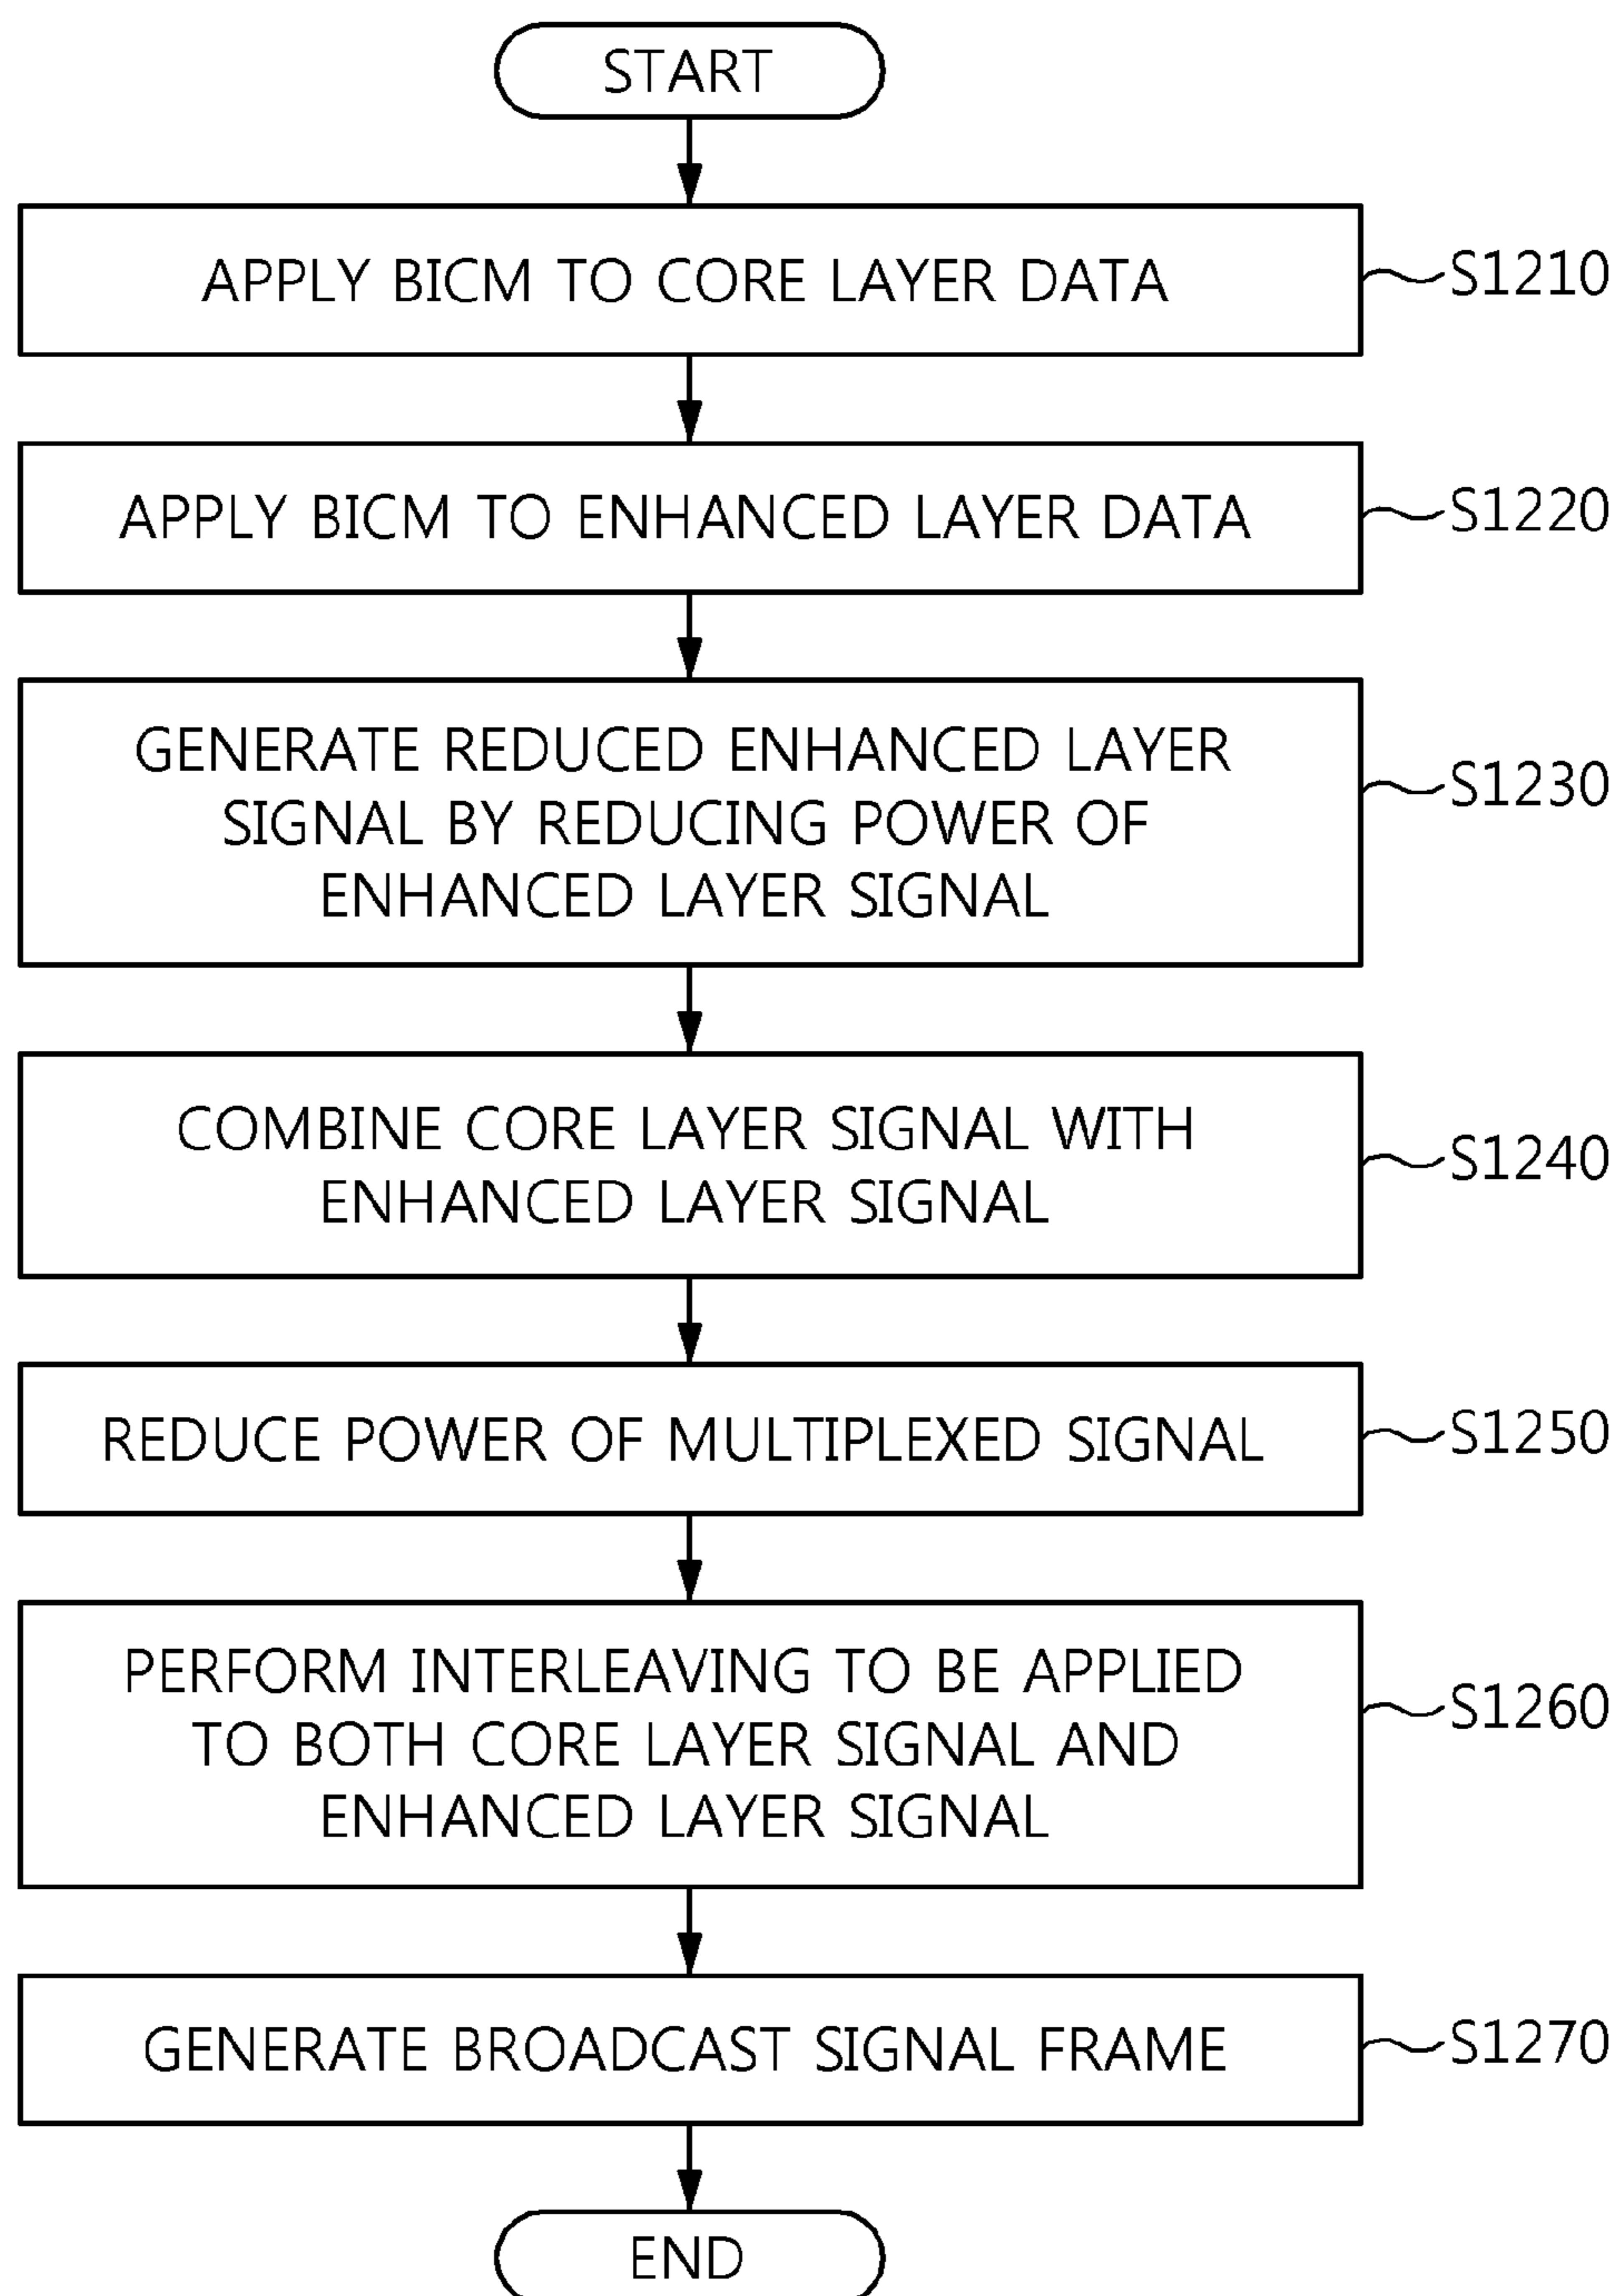 START
APPLY BICM TO CORE LAYER DATA
S1210
APPLY BICM TO ENHANCED LAYER DATA
S1220
GENERATE REDUCED ENHANCED LAYER
SIGNAL BY REDUCING POWER OF
ENHANCED LAYER SIGNAL
S1230
COMBINE CORE LAYER SIGNAL WITH
ENHANCED LAYER SIGNAL
S1240
REDUCE POWER OF MULTIPLEXED SIGNAL
S1250
PERFORM INTERLEAVING TO BE APPLIED
TO BOTH CORE LAYER SIGNAL AND
ENHANCED LAYER SIGNAL
S1260
GENERATE BROADCAST SIGNAL FRAME
S1270
END